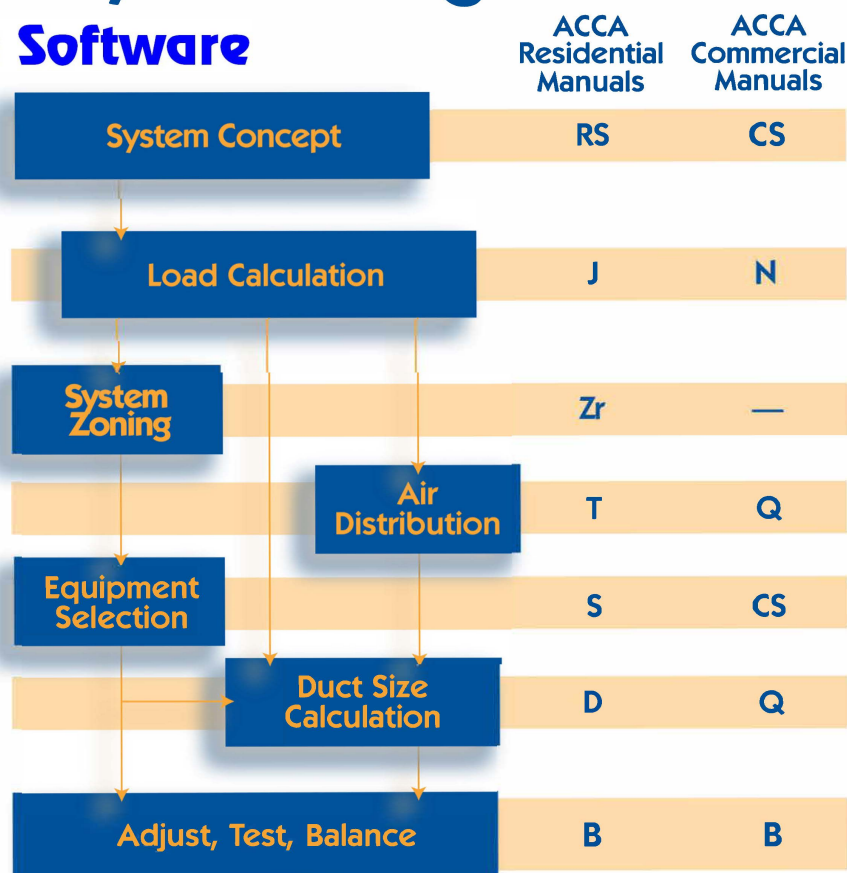 Software
ACCA Residential Manuals
ACCA Commercial Manuals
System Concept
RS
CS
Load Calculation
J
N
System
Zoning
Zr
—
Air
Distribution
T
Q
Equipment
Selection
S
CS
Duct Size
Calculation
D
Q
Adjust, Test, Balance
B
B